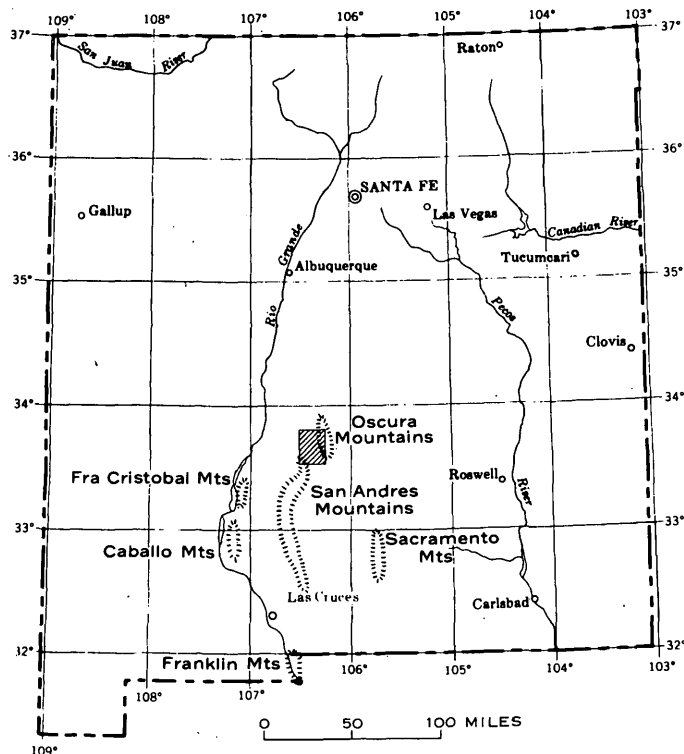 109° 108° 107° 106° 105° 104° 103°
37° 37°
San Juan River
Raton
36° 36°
SANTA FE
Gallup
Las Vegas
Canadian River
Rio Grande
Albuquerque
Tucumcari
35° 35°
Pecos River
Clovis
34° 34°
Oscura
Mountains
Fra Cristobal Mts
Roswell
San Andres
Mountains
33° 33°
Caballo Mts
Sacramento
Mts
Las Cruces
Carlsbad
32° 32°
Franklin Mts
106° 105° 104° 103°
108° 107°
0 50 100 MILES
109°